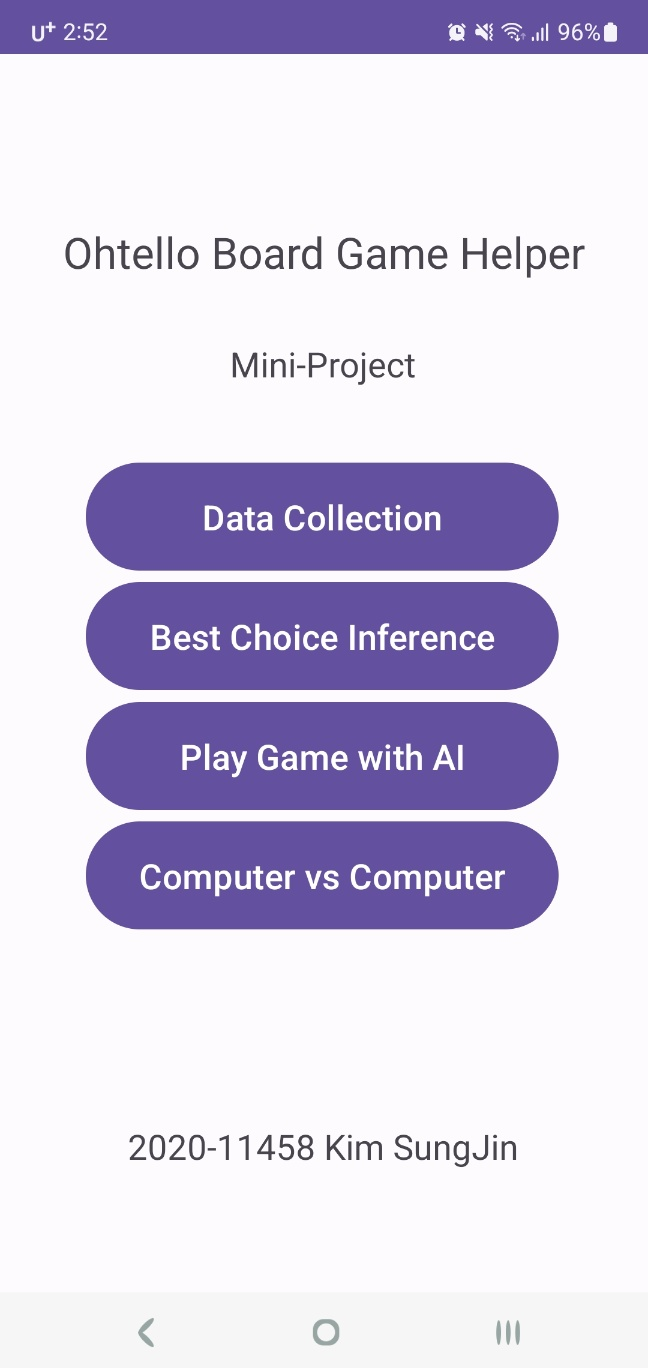 U+ 2:52 96%
Ohtello Board Game Helper
Mini-Project
Data Collection
Best Choice Inference
Play Game with AI
Computer vs Computer
2020-11458 Kim SungJin